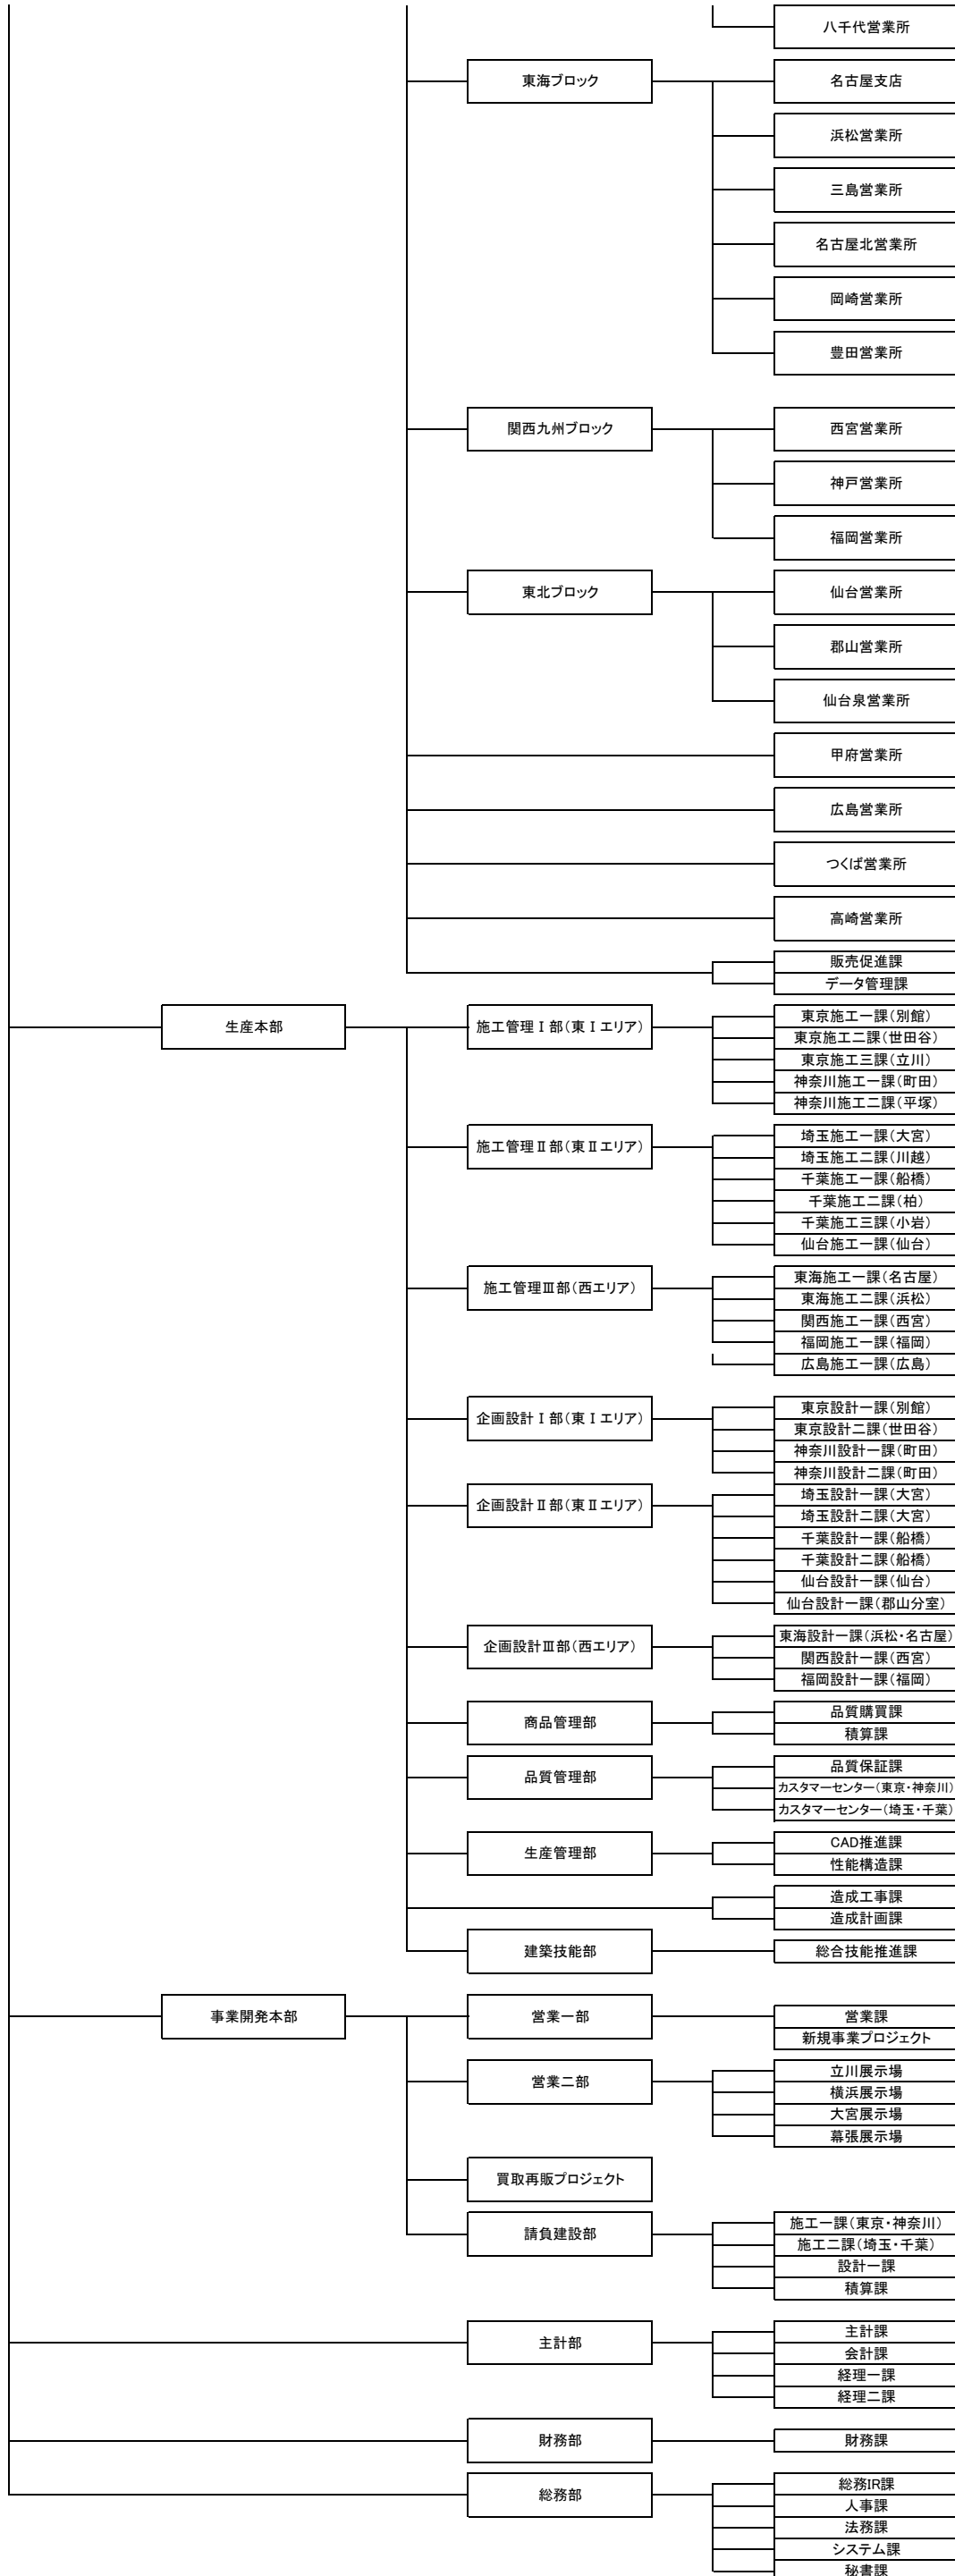 八千代営業所
東海ブロック
名古屋支店
浜松営業所
三島営業所
名古屋北営業所
岡崎営業所
豊田営業所
関西九州ブロック
西宮営業所
神戸営業所
福岡営業所
東北ブロック
仙台営業所
郡山営業所
仙台泉営業所
甲府営業所
広島営業所
つくば営業所
高崎営業所
販売促進課
データ管理課
生産本部
施工管理Ⅰ部(東Ⅰエリア)
東京施工一課(別館)
東京施工二課(世田谷)
東京施工三課(立川)
神奈川施工一課(町田)
神奈川施工二課(平塚)
施工管理Ⅱ部(東Ⅱエリア)
埼玉施工一課(大宮)
埼玉施工二課(川越)
千葉施工一課(船橋)
千葉施工二課(柏)
千葉施工三課(小岩)
仙台施工一課(仙台)
施工管理Ⅲ部(西エリア)
東海施工一課(名古屋)
東海施工二課(浜松)
関西施工一課(西宮)
福岡施工一課(福岡)
広島施工一課(広島)
企画設計Ⅰ部(東Ⅰエリア)
東京設計一課(別館)
東京設計二課(世田谷)
神奈川設計一課(町田)
神奈川設計二課(町田)
企画設計Ⅱ部(東Ⅱエリア)
埼玉設計一課(大宮)
埼玉設計二課(大宮)
千葉設計一課(船橋)
千葉設計二課(船橋)
仙台設計一課(仙台)
仙台設計一課(郡山分室)
企画設計Ⅲ部(西エリア)
東海設計一課(浜松・名古屋)
関西設計一課(西宮)
福岡設計一課(福岡)
商品管理部
品質購買課
積算課
品質管理部
品質保証課
カスタマーセンター(東京・神奈川)
カスタマーセンター(埼玉・千葉)
生産管理部
CAD推進課
性能構造課
造成工事課
造成計画課
建築技能部
総合技能推進課
事業開発本部
営業一部
営業課
新規事業プロジェクト
営業二部
立川展示場
横浜展示場
大宮展示場
幕張展示場
買取再販プロジェクト
請負建設部
施工一課(東京・神奈川)
施工二課(埼玉・千葉)
設計一課
積算課
主計部
主計課
会計課
経理一課
経理二課
財務部
財務課
総務部
総務IR課
人事課
法務課
システム課
秘書課